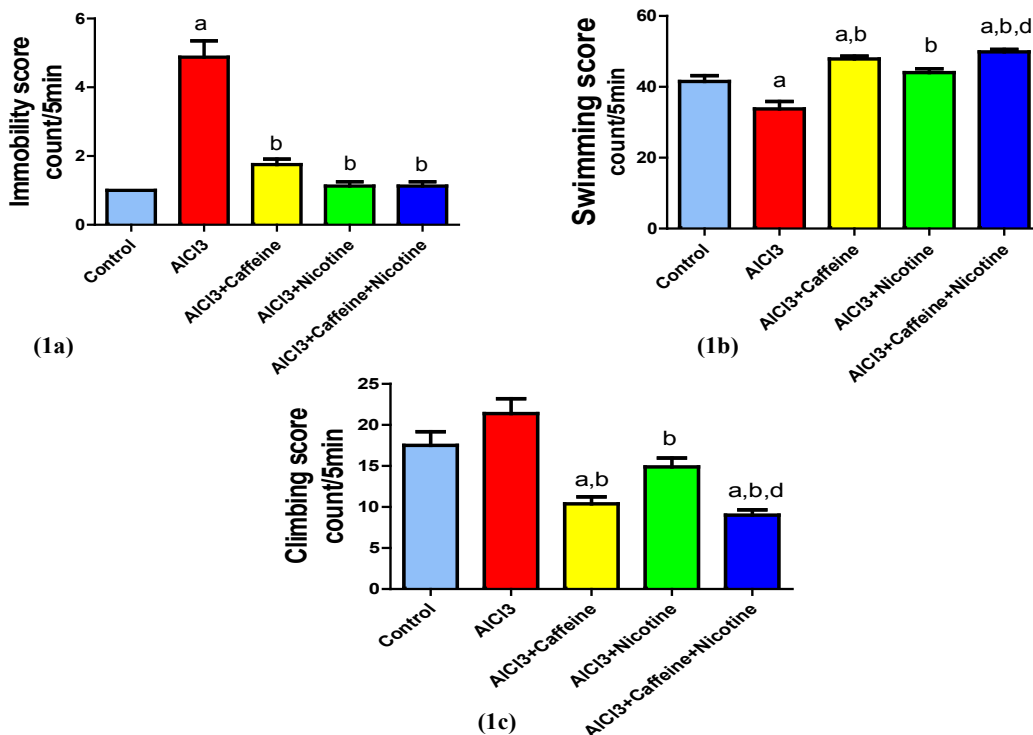 Immobility score
count/5min
6
4
2
0
a
b
b
b
Control
AlCl3
AlCl3+Caffeine
AlCl3+Nicotine
AlCl3+Caffeine+Nicotine
(1a)
Swimming score
count/5min
60
40
20
0
a
a,b
b
a,b,d
Control
AlCl3
AlCl3+Caffeine
AlCl3+Nicotine
AlCl3+Caffeine+Nicotine
(1b)
Climbing score
count/5min
25
20
15
10
5
0
a,b
b
a,b,d
Control
AlCl3
AlCl3+Caffeine
AlCl3+Nicotine
AlCl3+Caffeine+Nicotine
(1c)